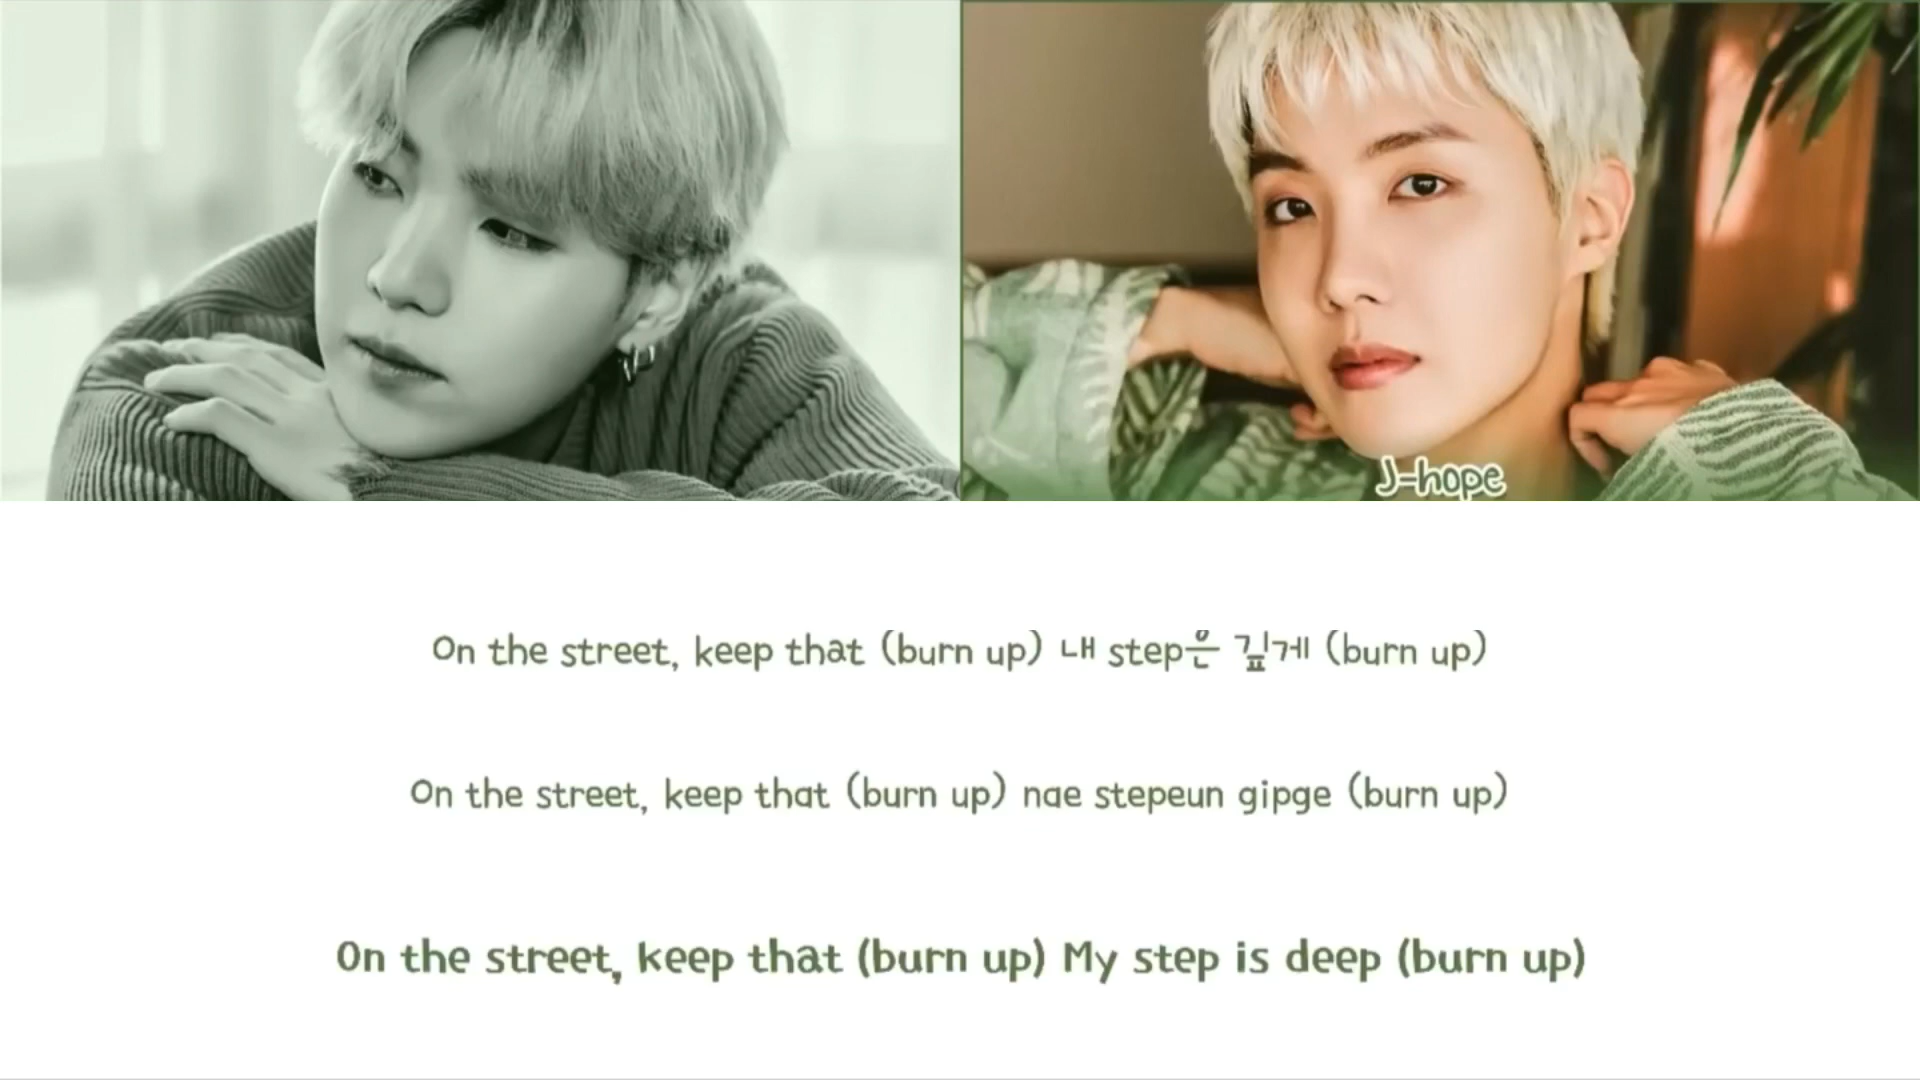 J-hope
On the street, keep that (burn up) 내 step은 깊게 (burn up)
On the street, keep that (burn up) nae stepeun gipge (burn up)
On the street, keep that (burn up) My step is deep (burn up)